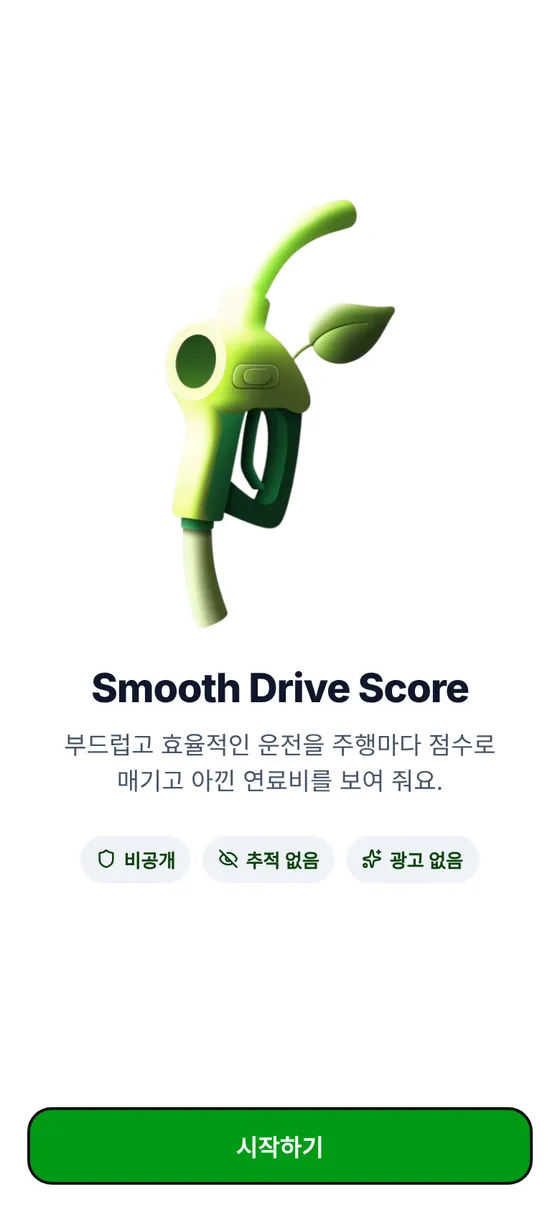 Smooth Drive Score
부드럽고 효율적인 운전을 주행마다 점수로
매기고 아낀 연료비를 보여 줘요.
비공개
추적 없음
광고 없음
시작하기